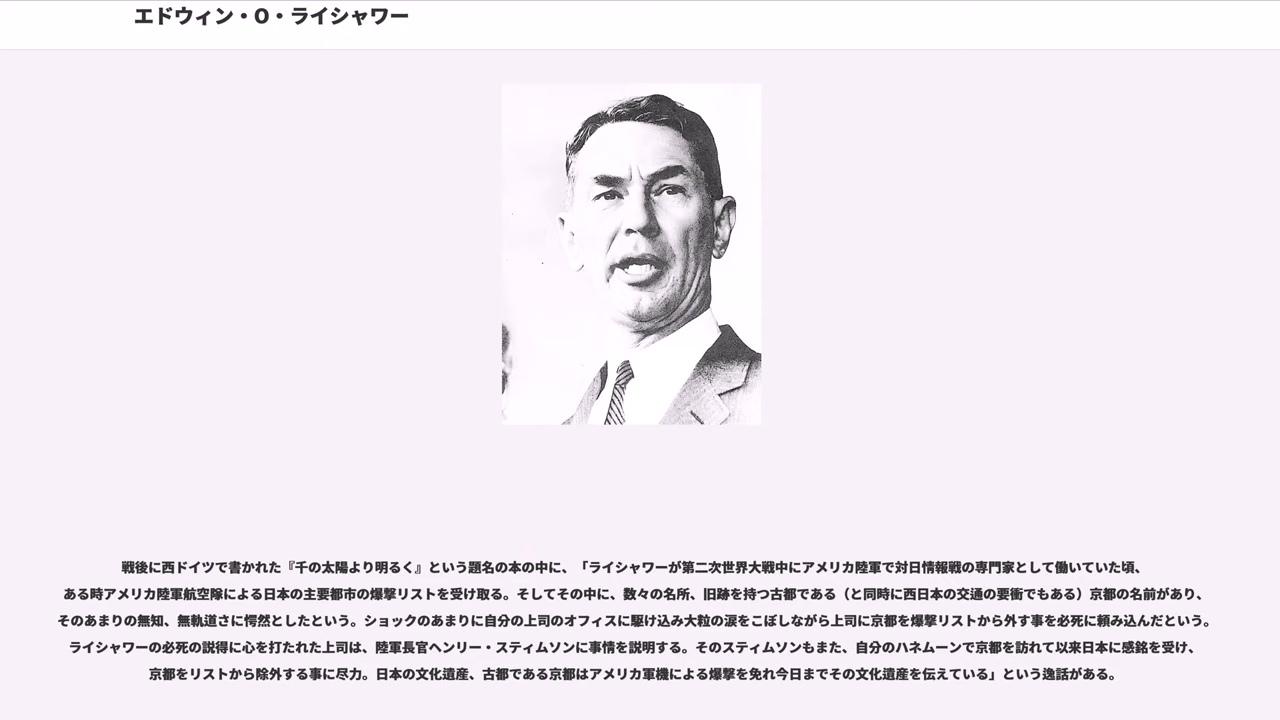 エドウィン・O・ライシャワー
戦後に西ドイツで書かれた『千の太陽より明るく』という題名の本の中に、「ライシャワーが第二次世界大戦中にアメリカ陸軍で対日情報戦の専門家として働いていた頃、
ある時アメリカ陸軍航空隊による日本の主要都市の爆撃リストを受け取る。そしてその中に、数々の名所、旧跡を持つ古都である（と同時に西日本の交通の要衝でもある）京都の名前があり、
そのあまりの無知、無軌道さに愕然としたという。ショックのあまりに自分の上司のオフィスに駆け込み大粒の涙をこぼしながら上司に京都を爆撃リストから外す事を必死に頼み込んだという。
ライシャワーの必死の説得に心を打たれた上司は、陸軍長官ヘンリー・スティムソンに事情を説明する。そのスティムソンもまた、自分のハネムーンで京都を訪れて以来日本に感銘を受け、
京都をリストから除外する事に尽力。日本の文化遺産、古都である京都はアメリカ軍機による爆撃を免れ今日までその文化遺産を伝えている」という逸話がある。